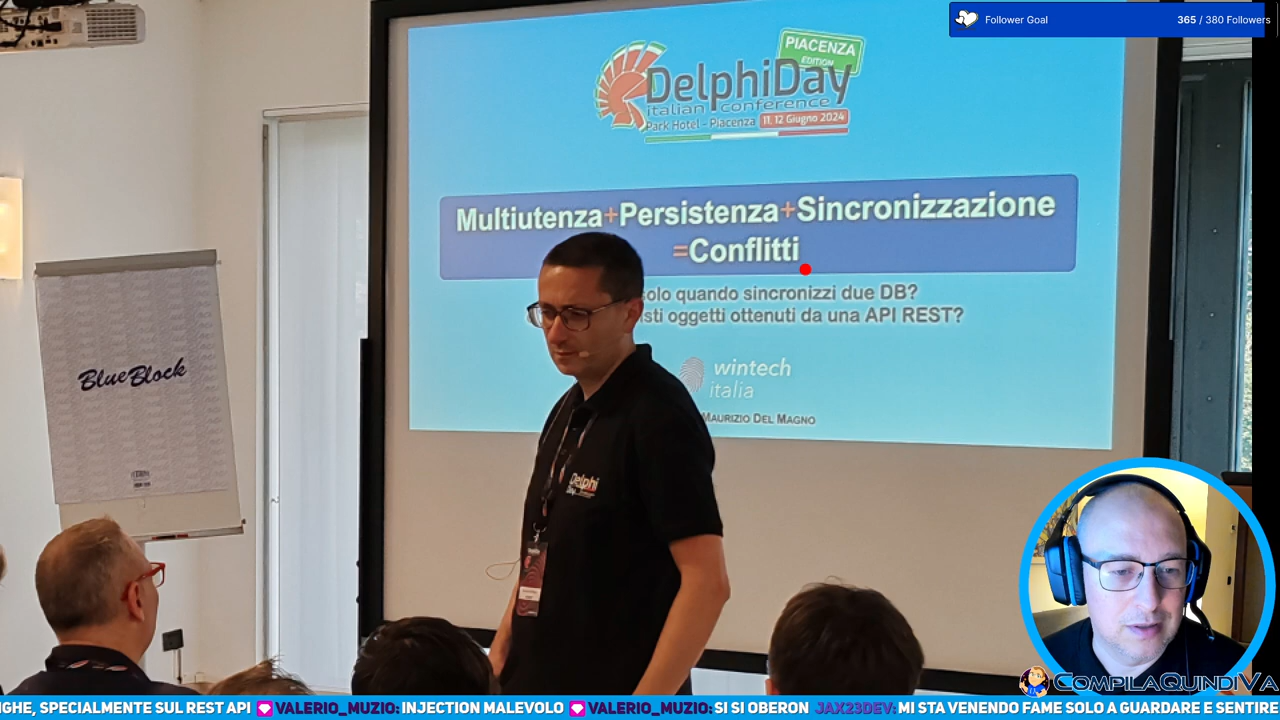 Follower Goal
365 / 380 Followers
PIACENZA
EDITION
DelphiDay
italian conference
Park Hotel - Piacenza 11, 12 Giugno 2024
Multiutenza+Persistenza+Sincronizzazione
=Conflitti
solo quando sincronizzi due DB?
oggetti ottenuti da una API REST?
wintech
italia
MAURIZIO DEL MAGNO
BlueBlock
Delphi
Day
COMPILAQUINDIVA
NGHE, SPECIALMENTE SUL REST API VALERIO_MUZIO: INJECTION MALEVOLO VALERIO_MUZIO: SI SI OBERON JAX23DEV: MI STA VENENDO FAME SOLO A GUARDARE E SENTIRE